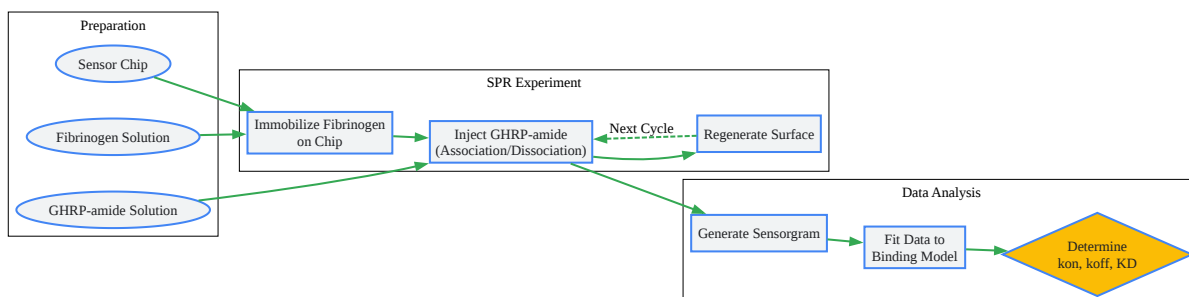 Preparation
Sensor Chip
Fibrinogen Solution
GHRP-amide Solution
SPR Experiment
Immobilize Fibrinogen
on Chip
Inject GHRP-amide
(Association/Dissociation)
Next Cycle
Regenerate Surface
Data Analysis
Generate Sensorgram
Fit Data to
Binding Model
Determine
kon, koff, KD